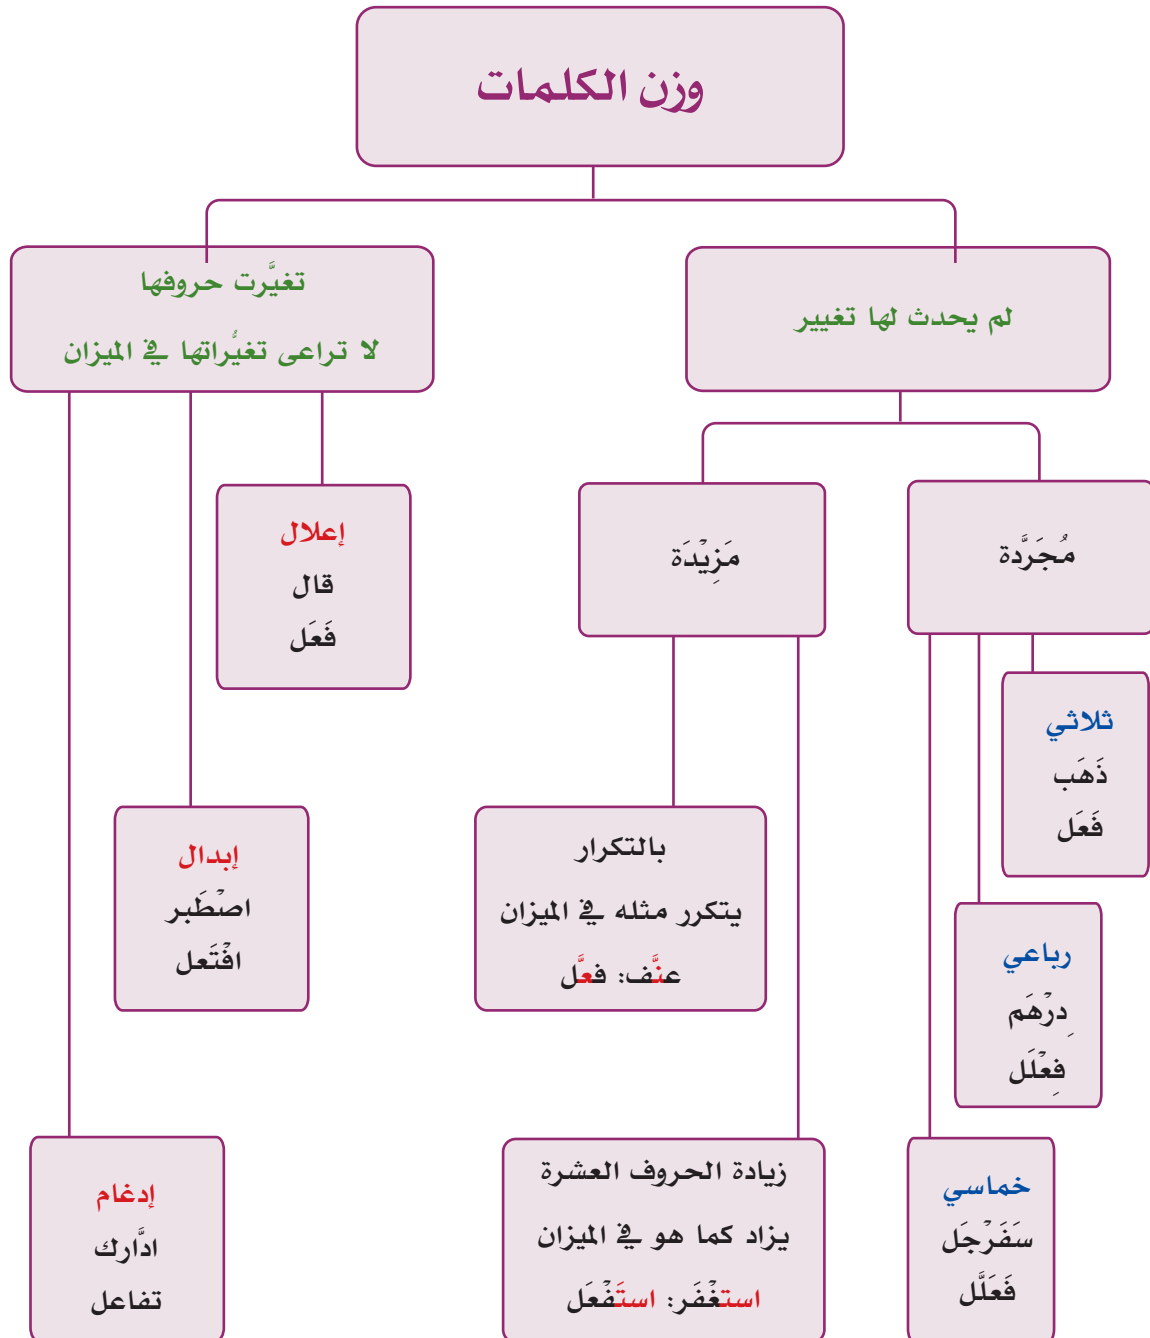 وزن الكلمات
لم يحدث لها تغيير
مُجَرَّدة
ثلاثي
ذَهَب
فَعَل
رباعي
دِرْهَم
فِعْلَل
خماسي
سَفَرْجَل
فَعَلَّل
مَزِيْدَة
بالتكرار
يتكرر مثله في الميزان
عنَّف: فعَّل
زيادة الحروف العشرة
يزاد كما هو في الميزان
استغْفَر: استَفْعَل
تغيَّرت حروفها
لا تراعى تغيُّراتها في الميزان
إعلال
قال
فَعَل
إبدال
اصْطَبر
افْتَعل
إدغام
ادَّارك
تفاعل